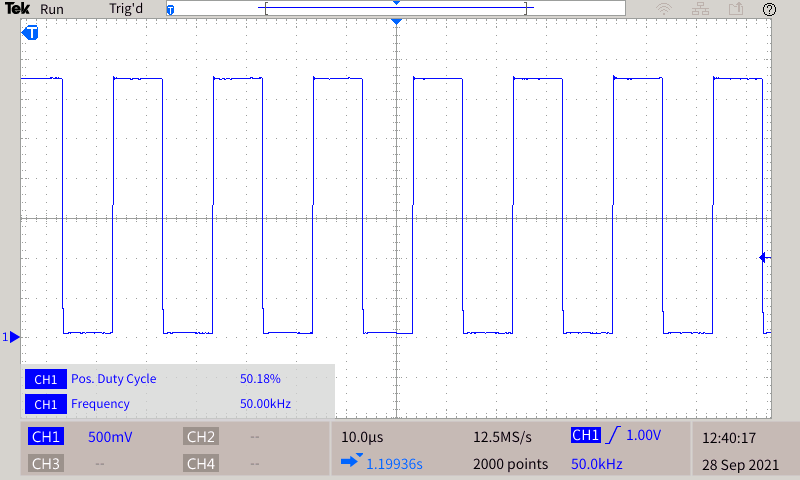 Tek Run Trig'd T ?
T
1
CH1 Pos. Duty Cycle 50.18%
CH1 Frequency 50.00kHz
CH1 500mV CH2 -- 10.0µs 12.5MS/s CH1 1.00V 12:40:17
CH3 -- CH4 -- 1.19936s 2000 points 50.0kHz 28 Sep 2021